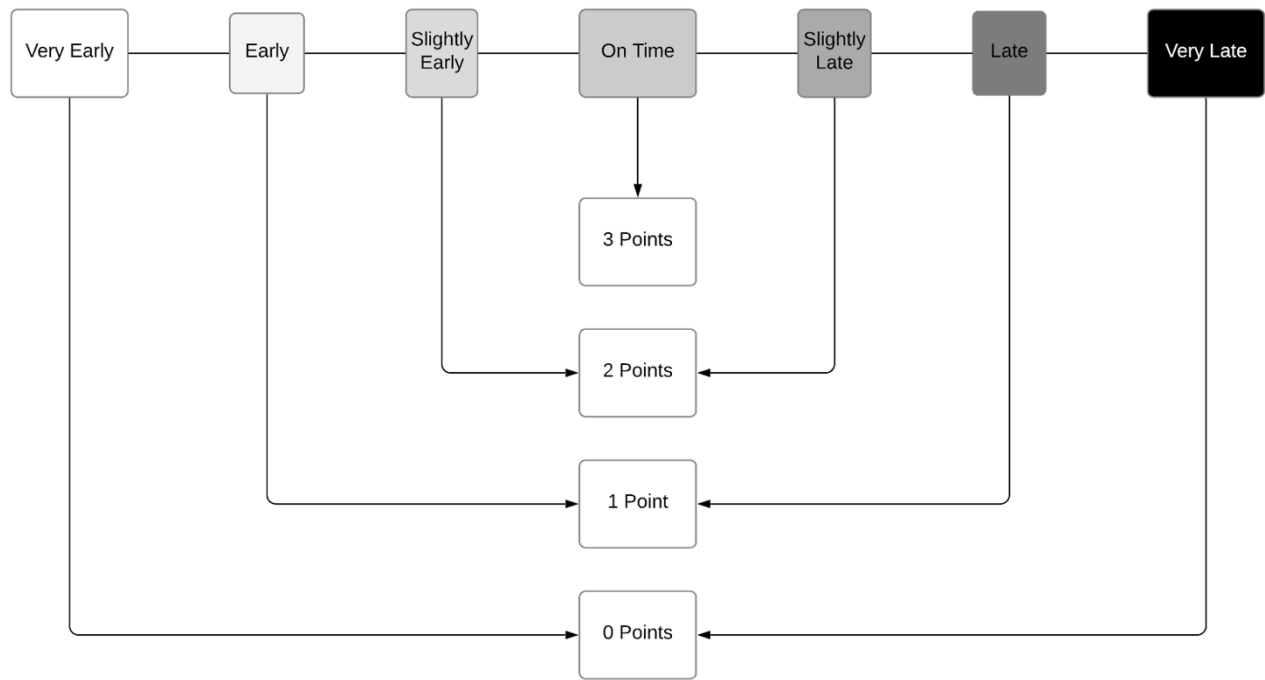 Very Early
Early
Slightly
Early
On Time
Slightly
Late
Late
Very Late
3 Points
2 Points
1 Point
0 Points